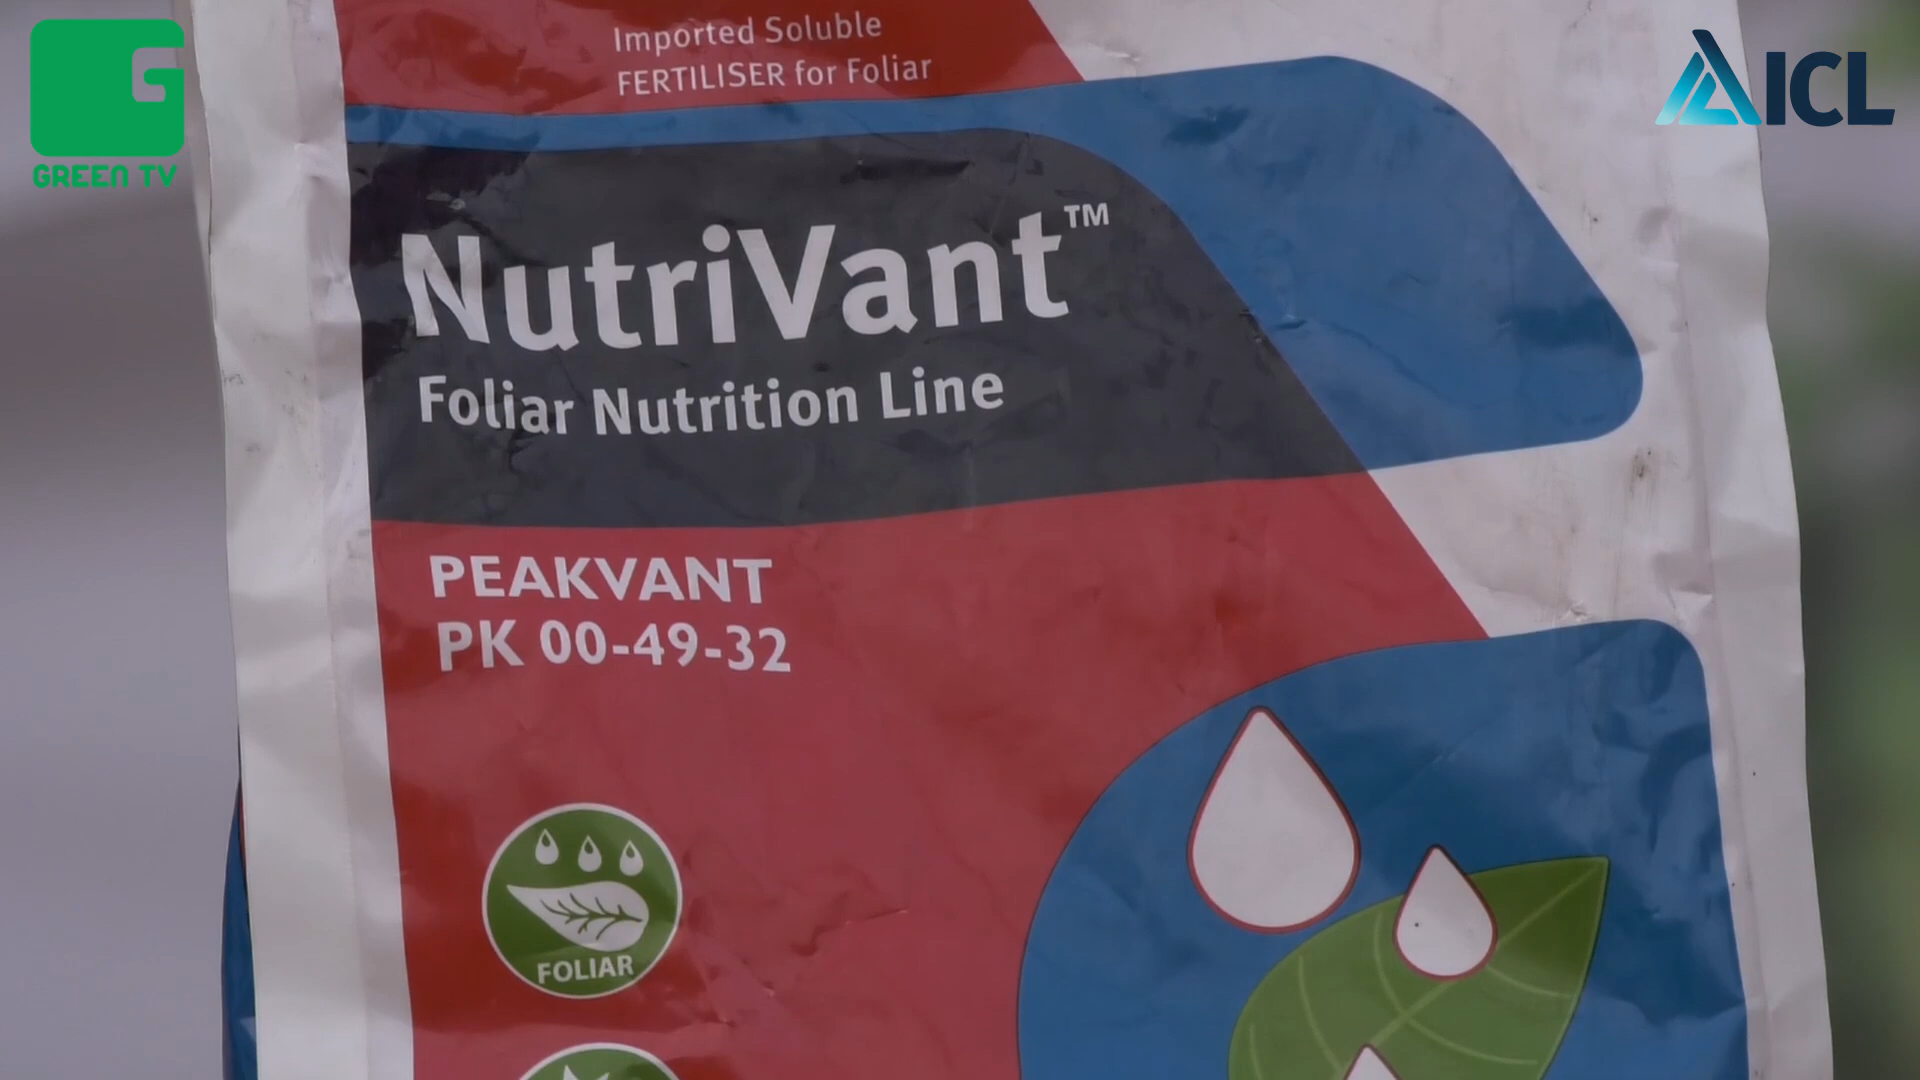 GREEN TV
ICL
Imported Soluble
FERTILISER for Foliar
NutriVant™
Foliar Nutrition Line
PEAKVANT
PK 00-49-32
FOLIAR